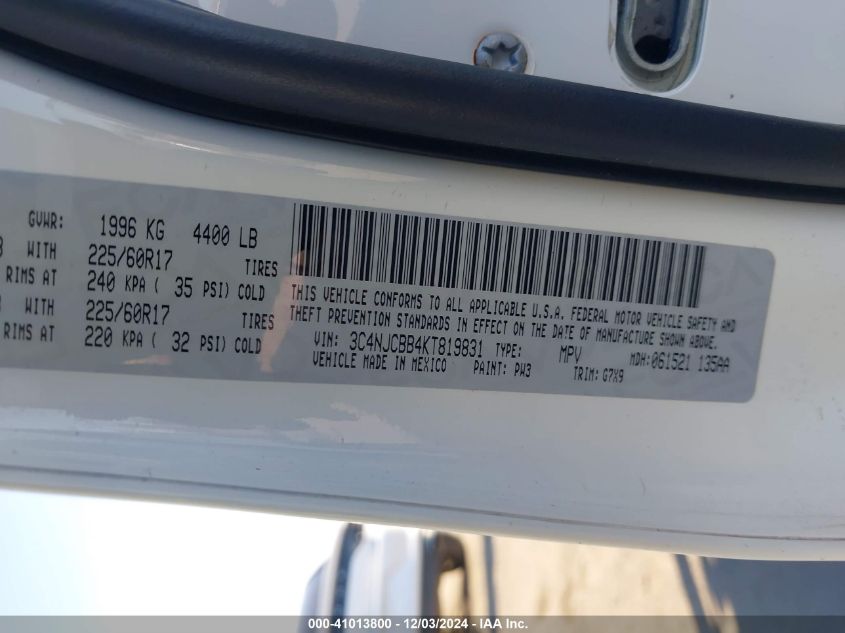 GVWR: 1996 KG 4400 LB
WITH 225/60R17 TIRES
RIMS AT 240 KPA ( 35 PSI) COLD
WITH 225/60R17 TIRES
RIMS AT 220 KPA ( 32 PSI) COLD
THIS VEHICLE CONFORMS TO ALL APPLICABLE U.S.A. FEDERAL MOTOR VEHICLE SAFETY AND
THEFT PREVENTION STANDARDS IN EFFECT ON THE DATE OF MANUFACTURE SHOWN ABOVE.
VIN: 3C4NJCBB4KT819831 TYPE: MPV MDH:061521 135AA
VEHICLE MADE IN MEXICO PAINT: PW3 TRIM: G7X9
000-41013800 - 12/03/2024 - IAA Inc.